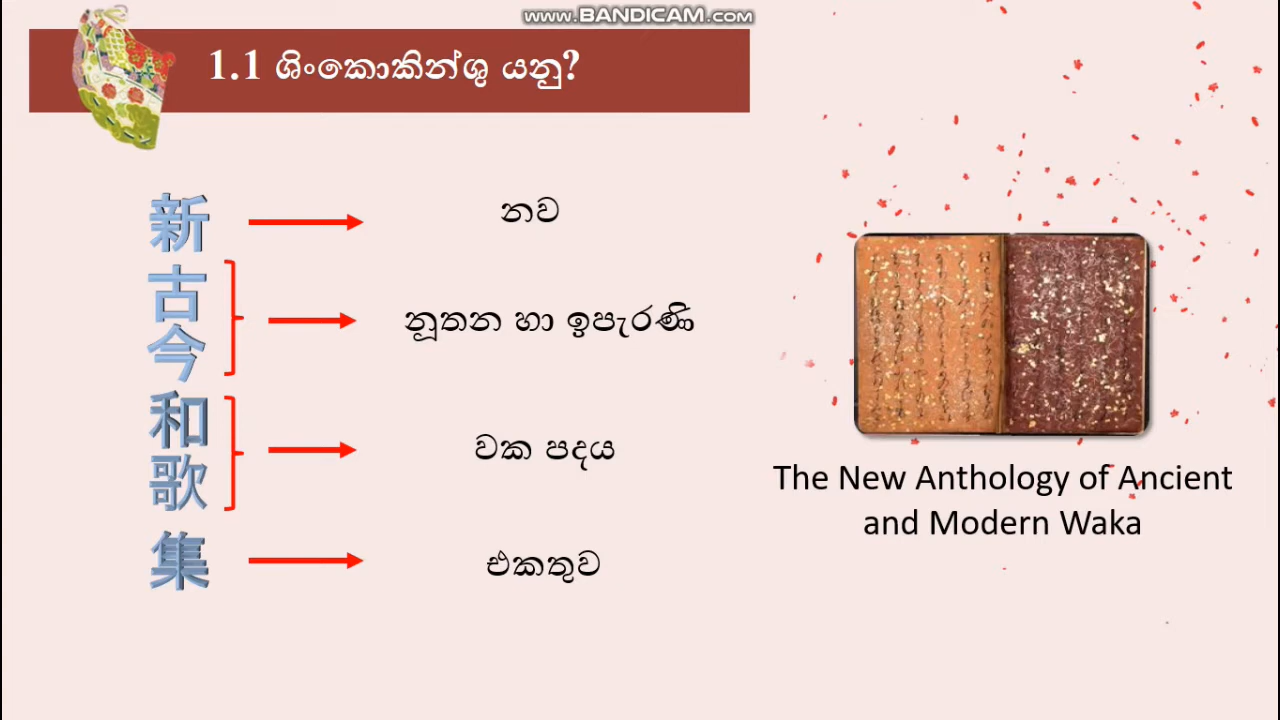 www.BANDICAM.com
1.1 ශිංකොකින්ශු යනු?
新
නව
古今
නූතන හා ඉපැරණි
和歌
වක පදය
集
එකතුව
The New Anthology of Ancient
and Modern Waka